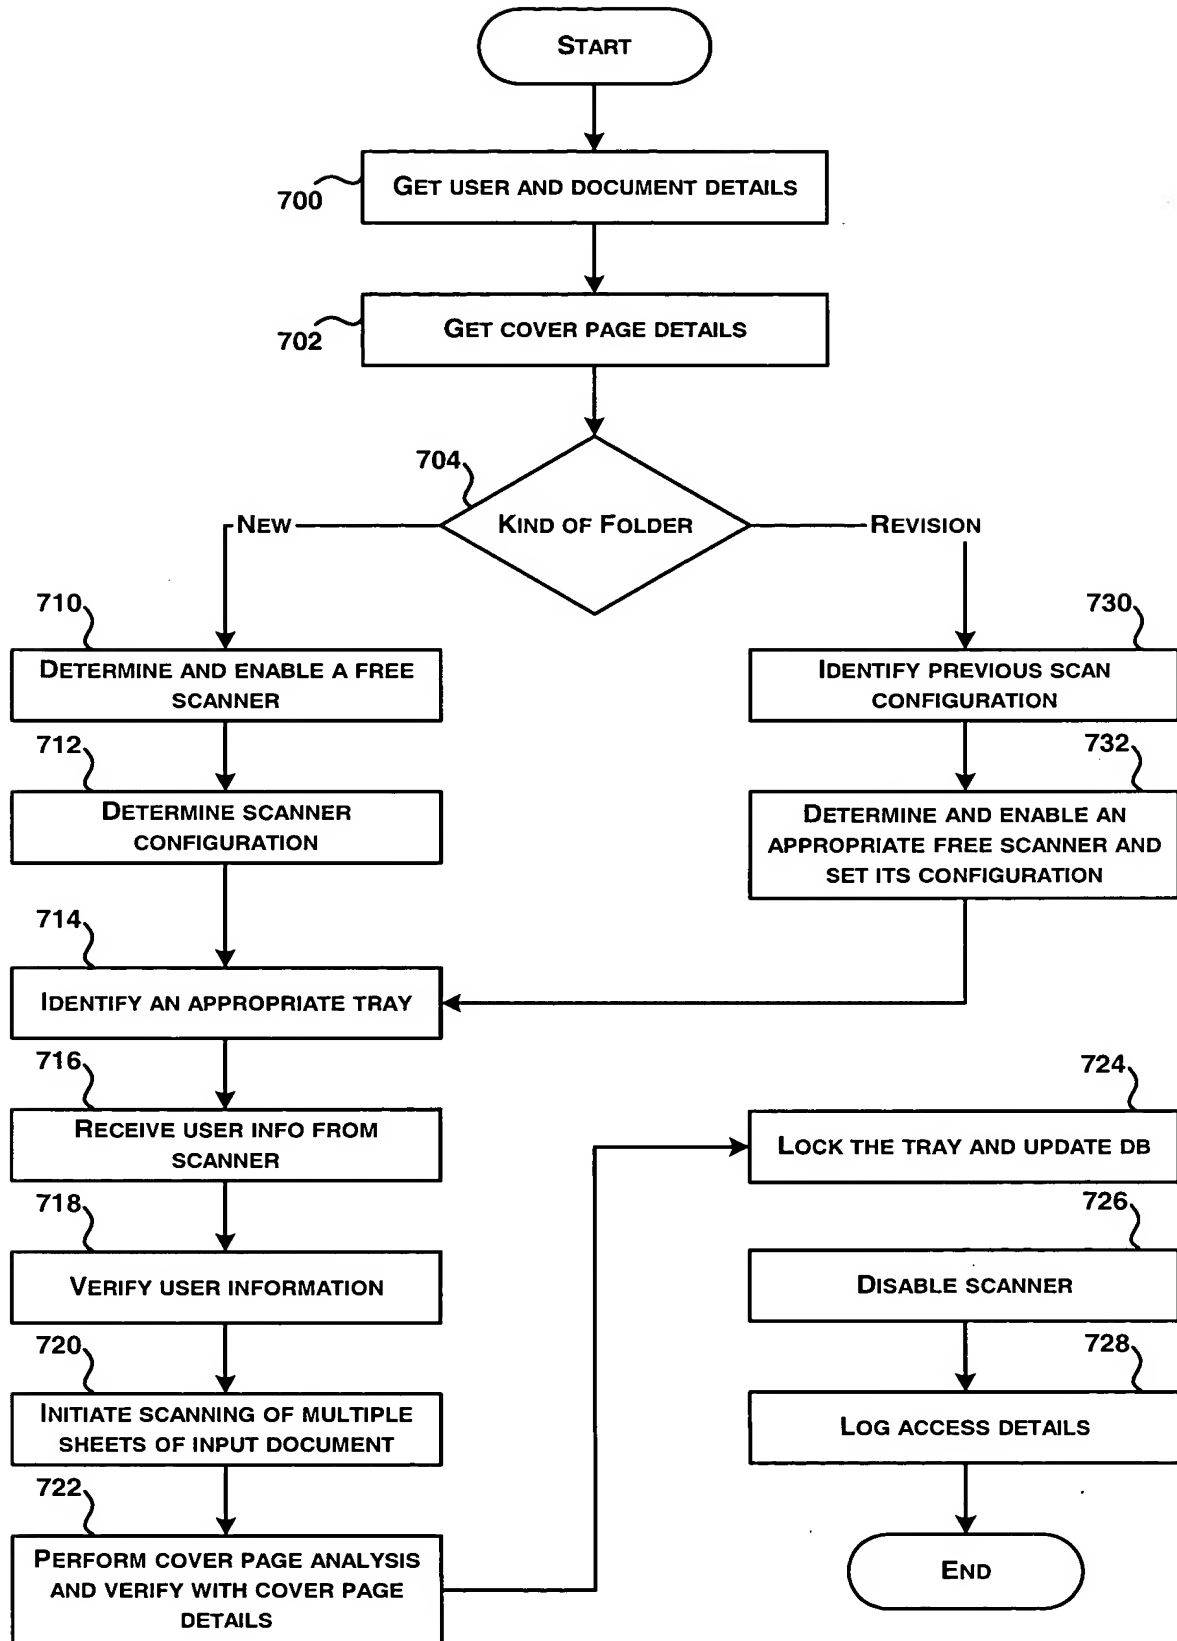 START
700
GET USER AND DOCUMENT DETAILS
702
GET COVER PAGE DETAILS
704
KIND OF FOLDER
NEW
REVISION
710
DETERMINE AND ENABLE A FREE
SCANNER
712
DETERMINE SCANNER
CONFIGURATION
730
IDENTIFY PREVIOUS SCAN
CONFIGURATION
732
DETERMINE AND ENABLE AN
APPROPRIATE FREE SCANNER AND
SET ITS CONFIGURATION
714
IDENTIFY AN APPROPRIATE TRAY
716
RECEIVE USER INFO FROM
SCANNER
718
VERIFY USER INFORMATION
720
INITIATE SCANNING OF MULTIPLE
SHEETS OF INPUT DOCUMENT
722
PERFORM COVER PAGE ANALYSIS
AND VERIFY WITH COVER PAGE
DETAILS
724
LOCK THE TRAY AND UPDATE DB
726
DISABLE SCANNER
728
LOG ACCESS DETAILS
END